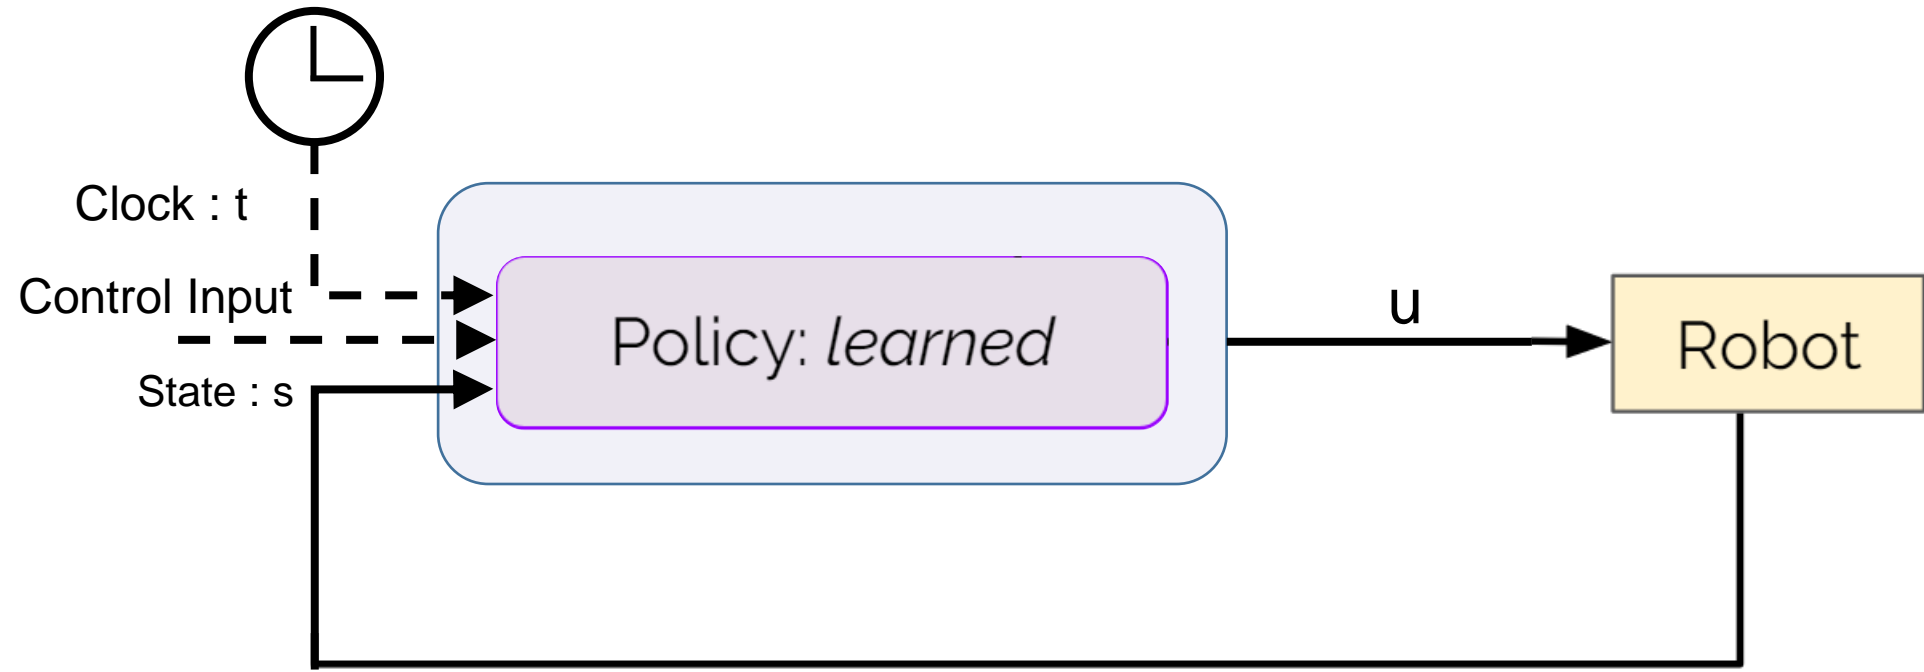 Clock : t
Control Input
State : s
Policy: learned
u
Robot